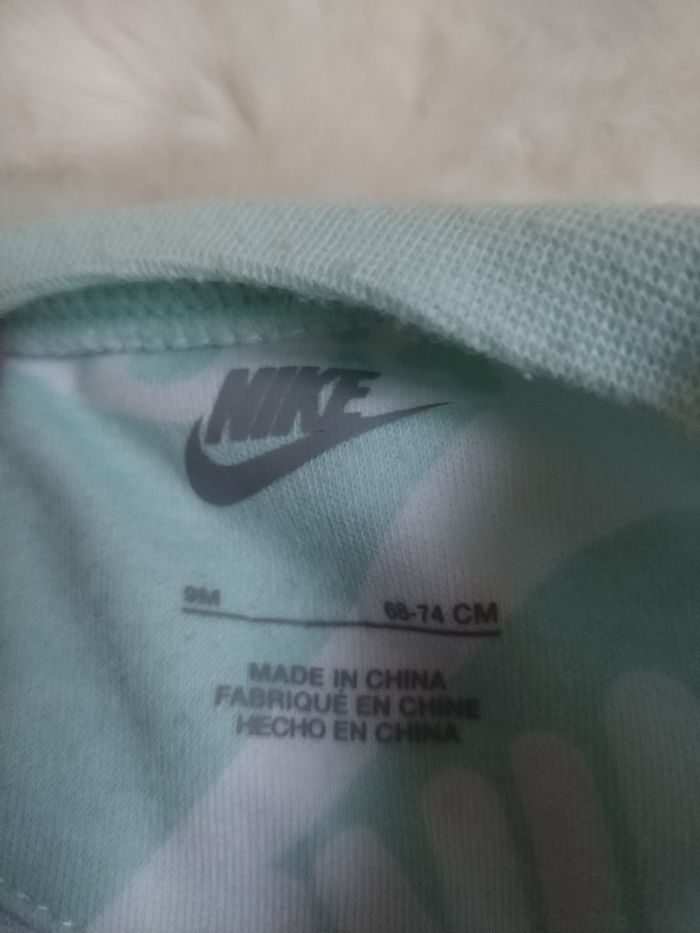 NIKE
9M 68-74 CM
MADE IN CHINA
FABRIQUÉ EN CHINE
HECHO EN CHINA